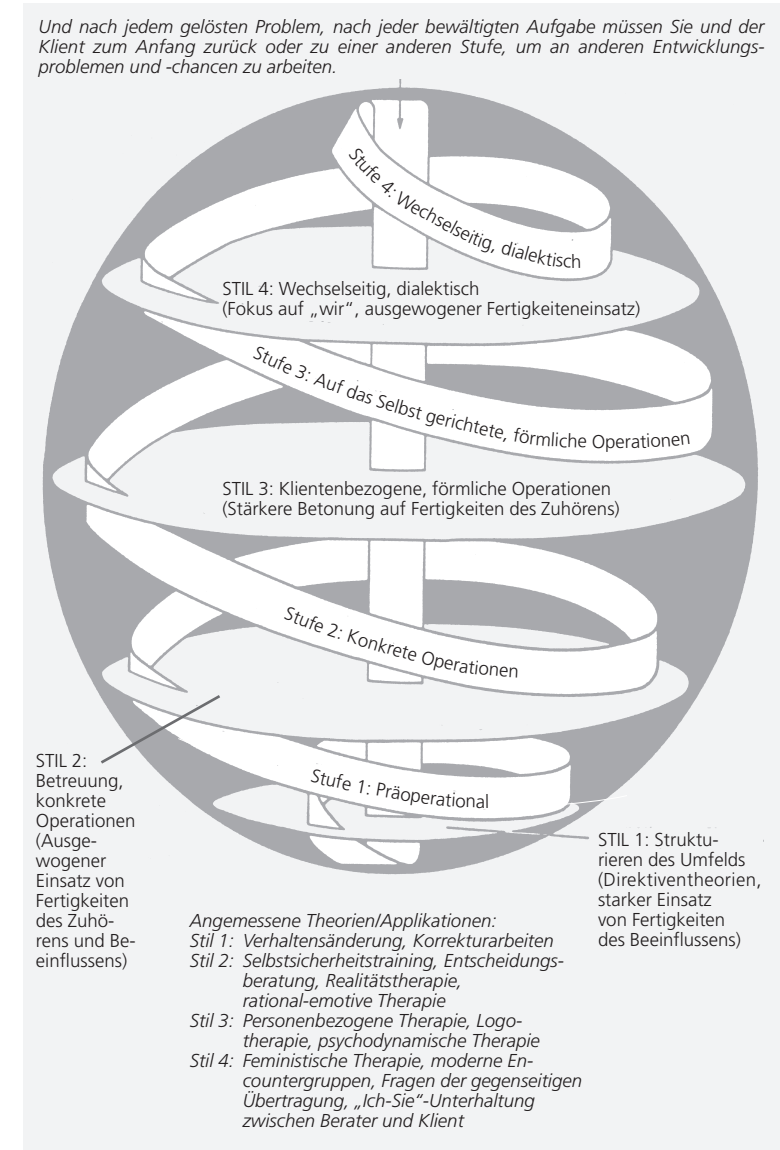 Und nach jedem gelösten Problem, nach jeder bewältigten Aufgabe müssen Sie und der
Klient zum Anfang zurück oder zu einer anderen Stufe, um an anderen Entwicklungs-
problemen und -chancen zu arbeiten.
Stufe 4: Wechselseitig, dialektisch
STIL 4: Wechselseitig, dialektisch
(Fokus auf „wir“, ausgewogener Fertigkeiteneinsatz)
Stufe 3: Auf das Selbst gerichtete, förmliche Operationen
STIL 3: Klientenbezogene, förmliche Operationen
(Stärkere Betonung auf Fertigkeiten des Zuhörens)
Stufe 2: Konkrete Operationen
STIL 2:
Betreuung,
konkrete
Operationen
(Ausge-
wogener
Einsatz von
Fertigkeiten
des Zuhö-
rens und Be-
einflussens)
Stufe 1: Präoperational
STIL 1: Struktu-
rieren des Umfelds
(Direktiventheorien,
starker Einsatz
von Fertigkeiten
des Beeinflussens)
Angemessene Theorien/Applikationen:
Stil 1: Verhaltensänderung, Korrekturarbeiten
Stil 2: Selbstsicherheitstraining, Entscheidungs-
beratung, Realitätstherapie,
rational-emotive Therapie
Stil 3: Personenbezogene Therapie, Logo-
therapie, psychodynamische Therapie
Stil 4: Feministische Therapie, moderne En-
countergruppen, Fragen der gegenseitigen
Übertragung, „Ich-Sie“-Unterhaltung
zwischen Berater und Klient